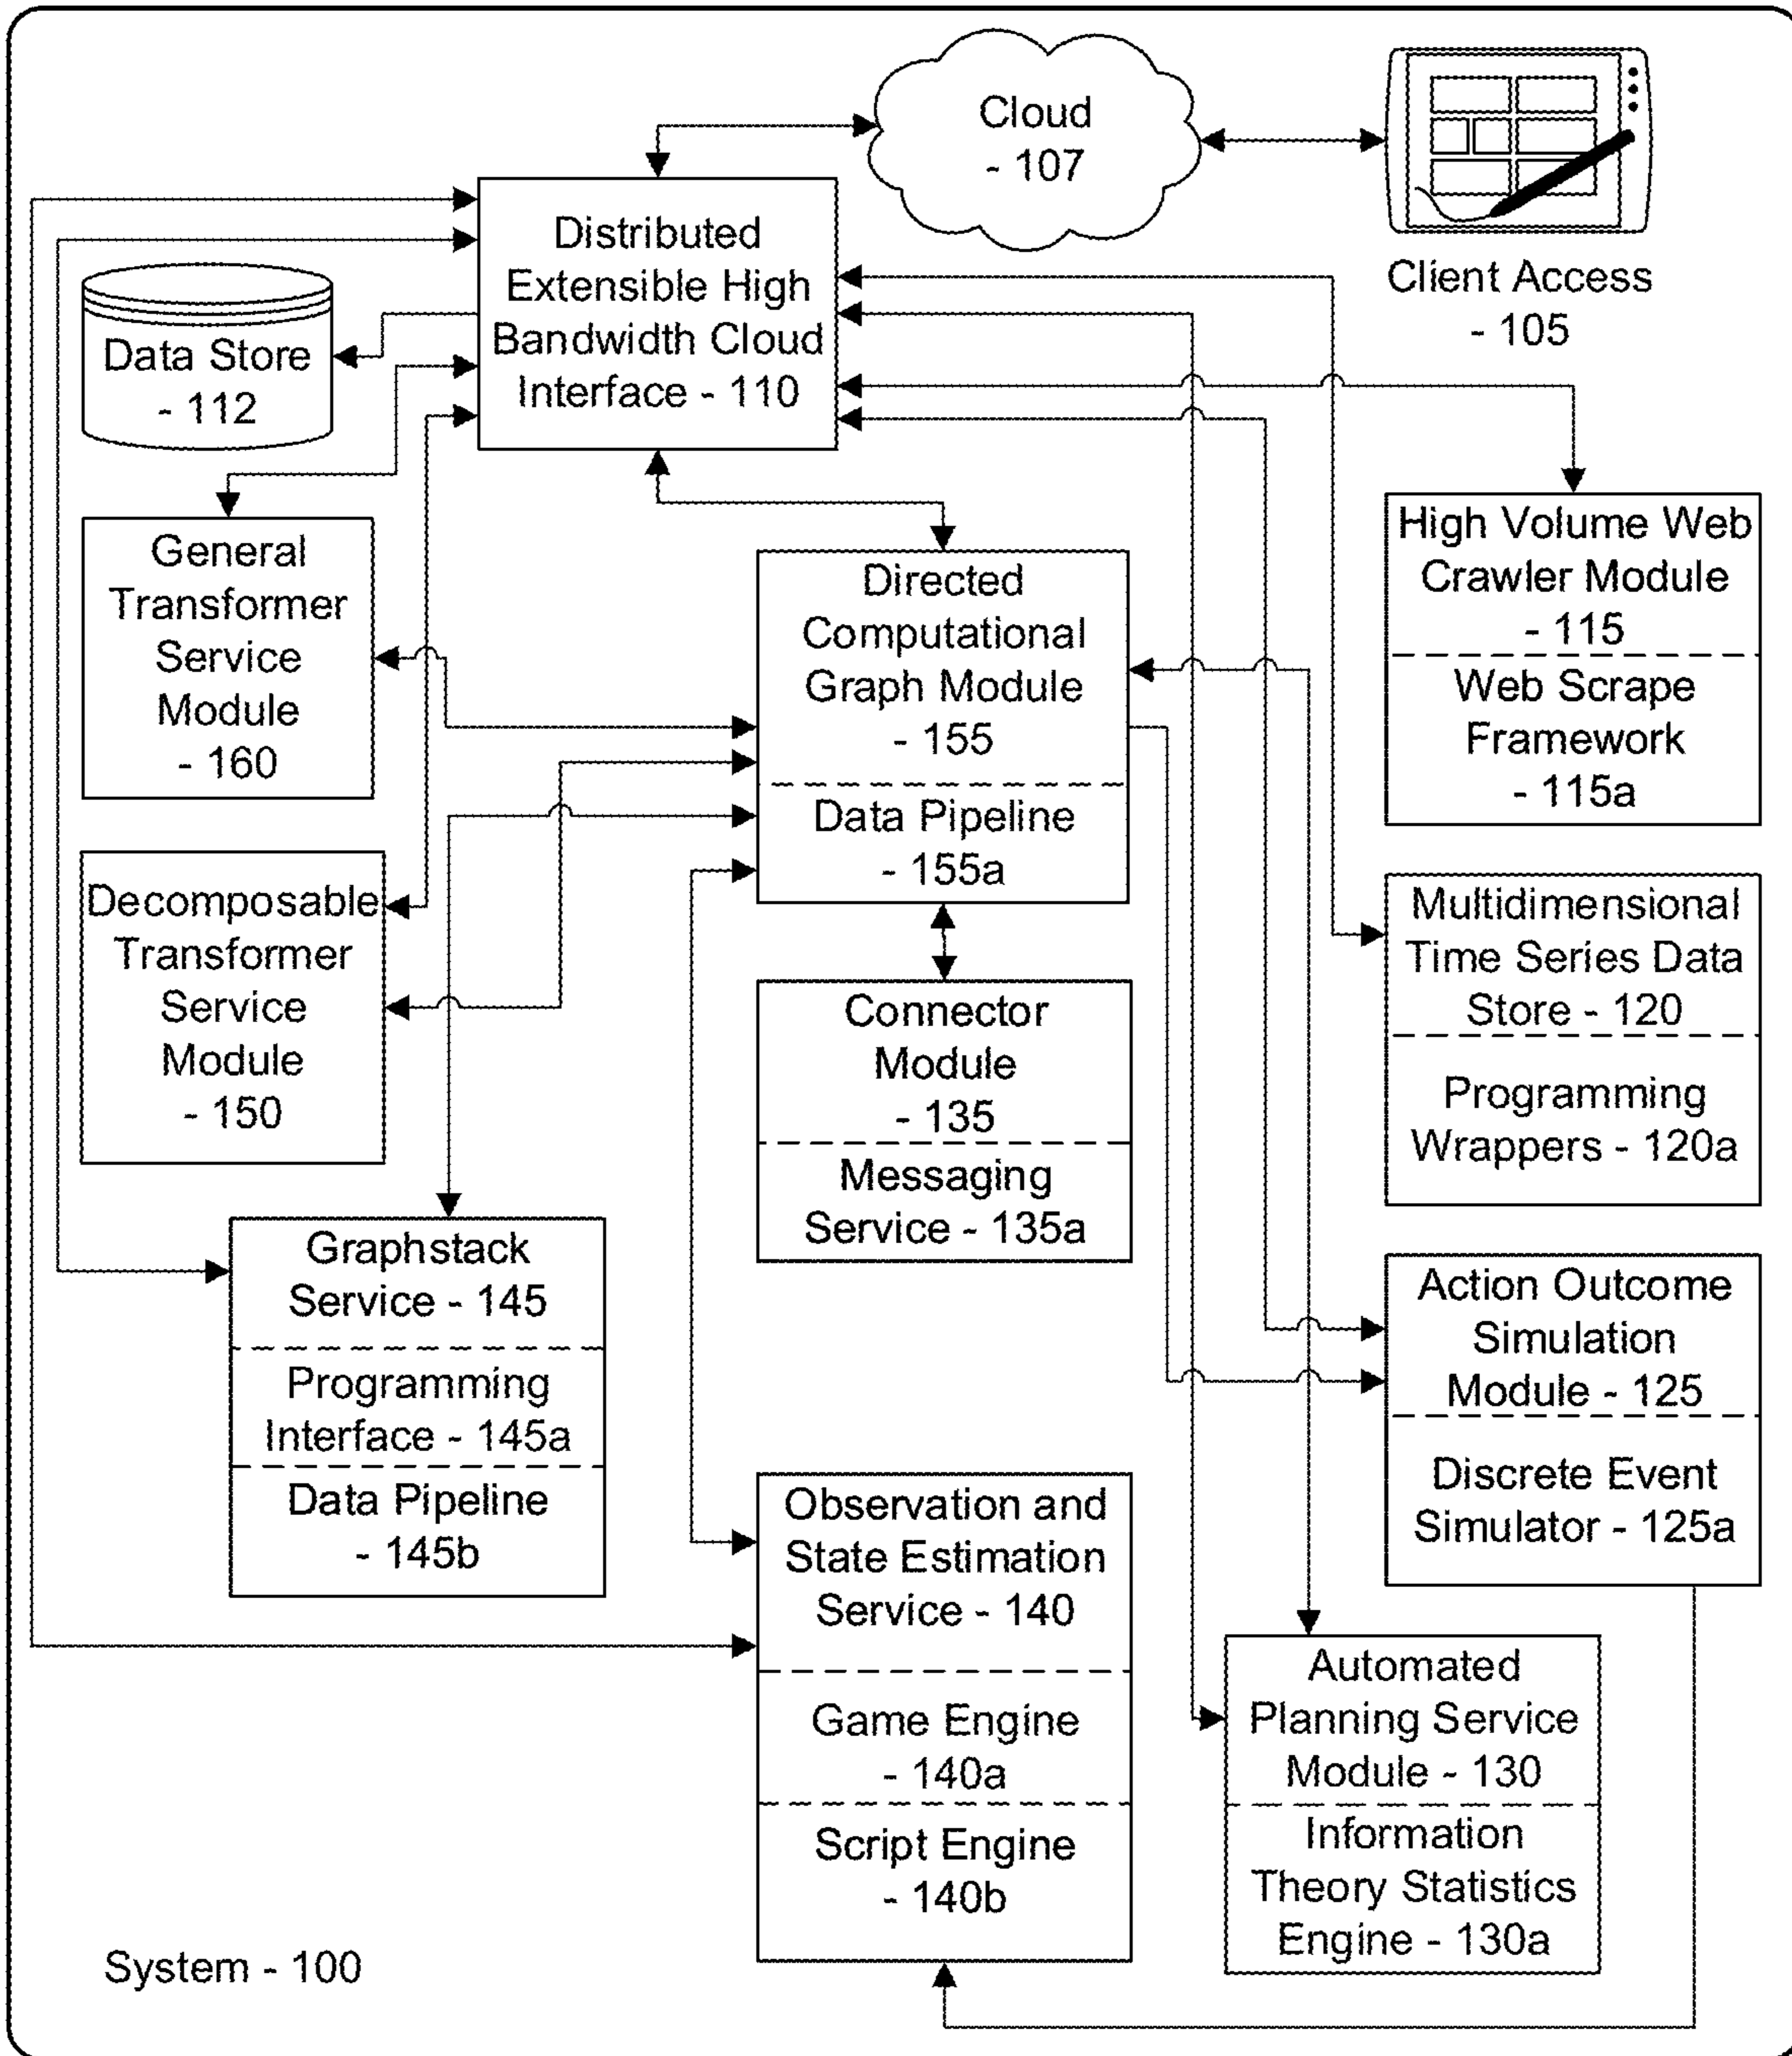 Cloud
- 107
Client Access
- 105
Distributed
Extensible High
Bandwidth Cloud
Interface - 110
Data Store
- 112
General
Transformer
Service
Module
- 160
Directed
Computational
Graph Module
- 155
Data Pipeline
- 155a
High Volume Web
Crawler Module
- 115
Web Scrape
Framework
- 115a
Decomposable
Transformer
Service
Module
- 150
Connector
Module
- 135
Messaging
Service - 135a
Multidimensional
Time Series Data
Store - 120
Programming
Wrappers - 120a
Graphstack
Service - 145
Programming
Interface - 145a
Data Pipeline
- 145b
Action Outcome
Simulation
Module - 125
Discrete Event
Simulator - 125a
Observation and
State Estimation
Service - 140
Game Engine
- 140a
Script Engine
- 140b
Automated
Planning Service
Module - 130
Information
Theory Statistics
Engine - 130a
System - 100